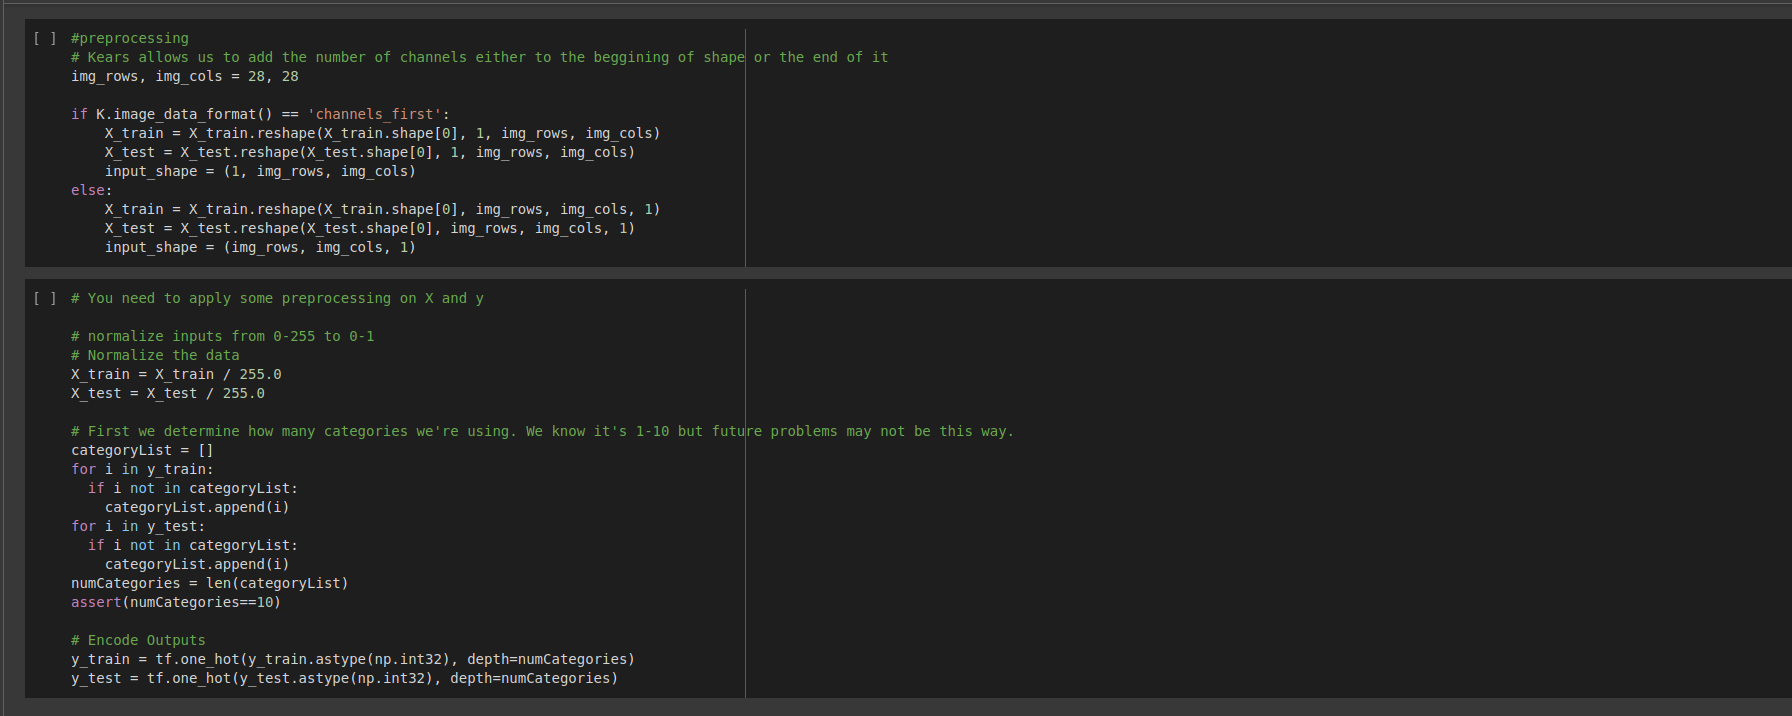 [ ] #preprocessing
# Kears allows us to add the number of channels either to the beggining of shape or the end of it
img_rows, img_cols = 28, 28

if K.image_data_format() == 'channels_first':
    X_train = X_train.reshape(X_train.shape[0], 1, img_rows, img_cols)
    X_test = X_test.reshape(X_test.shape[0], 1, img_rows, img_cols)
    input_shape = (1, img_rows, img_cols)
else:
    X_train = X_train.reshape(X_train.shape[0], img_rows, img_cols, 1)
    X_test = X_test.reshape(X_test.shape[0], img_rows, img_cols, 1)
    input_shape = (img_rows, img_cols, 1)

[ ] # You need to apply some preprocessing on X and y

# normalize inputs from 0-255 to 0-1
# Normalize the data
X_train = X_train / 255.0
X_test = X_test / 255.0

# First we determine how many categories we're using. We know it's 1-10 but future problems may not be this way.
categoryList = []
for i in y_train:
  if i not in categoryList:
    categoryList.append(i)
for i in y_test:
  if i not in categoryList:
    categoryList.append(i)
numCategories = len(categoryList)
assert(numCategories==10)

# Encode Outputs
y_train = tf.one_hot(y_train.astype(np.int32), depth=numCategories)
y_test = tf.one_hot(y_test.astype(np.int32), depth=numCategories)